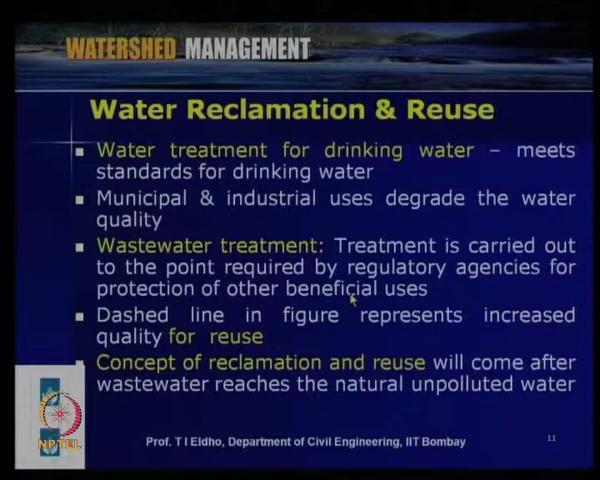 WATERSHED MANAGEMENT
Water Reclamation & Reuse
Water treatment for drinking water – meets
standards for drinking water
Municipal & industrial uses degrade the water
quality
Wastewater treatment: Treatment is carried out
to the point required by regulatory agencies for
protection of other beneficial uses
Dashed line in figure represents increased
quality for reuse
Concept of reclamation and reuse will come after
wastewater reaches the natural unpolluted water
NPTEL
Prof. T I Eldho, Department of Civil Engineering, IIT Bombay
11